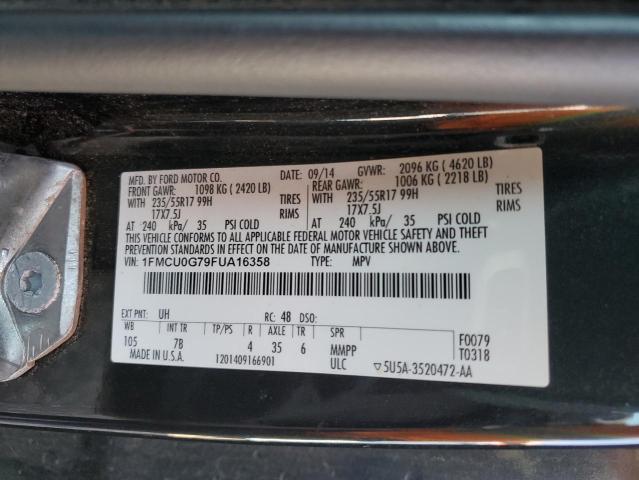 MFD. BY FORD MOTOR CO.
DATE: 09/14 GVWR: 2096 KG ( 4620 LB)
FRONT GAWR: 1098 KG ( 2420 LB) REAR GAWR: 1006 KG ( 2218 LB)
WITH 235/55R17 99H TIRES WITH 235/55R17 99H TIRES
17X7.5J RIMS 17X7.5J RIMS
AT 240 kPa/ 35 PSI COLD AT 240 kPa/ 35 PSI COLD
THIS VEHICLE CONFORMS TO ALL APPLICABLE FEDERAL MOTOR VEHICLE SAFETY AND THEFT
PREVENTION STANDARDS IN EFFECT ON THE DATE OF MANUFACTURE SHOWN ABOVE.
VIN: 1FMCU0G79FUA16358 TYPE: MPV
EXT PNT: UH RC: 48 DSO:
WB INT TR TP/PS R AXLE TR SPR
105 7B 4 35 6 MMPP F0079
MADE IN U.S.A. 1201409166901 ULC T0318
▽5U5A-3520472-AA